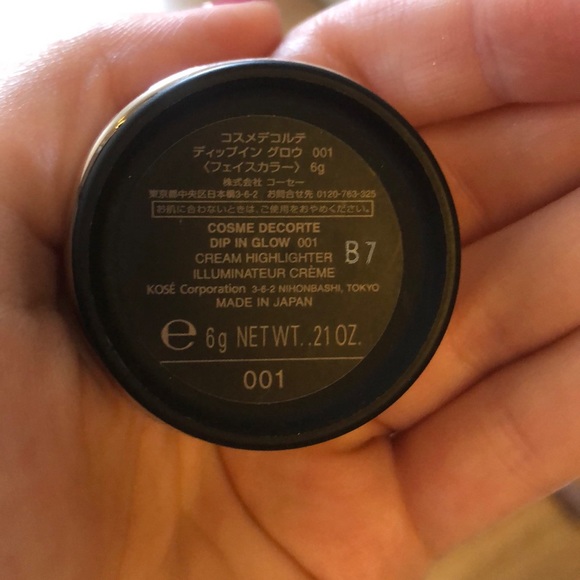 コスメデコルテ
ディップイン グロウ 001
〈フェイスカラー〉 6g
株式会社 コーセー
東京都中央区日本橋3-6-2 お問合せ先 0120-763-325
お肌に合わないときは、ご使用をおやめください。
COSME DECORTE
DIP IN GLOW 001
CREAM HIGHLIGHTER
B7
ILLUMINATEUR CRÈME
KOSÉ Corporation 3-6-2 NIHONBASHI, TOKYO
MADE IN JAPAN
℮ 6g NET WT. .21 OZ.
001